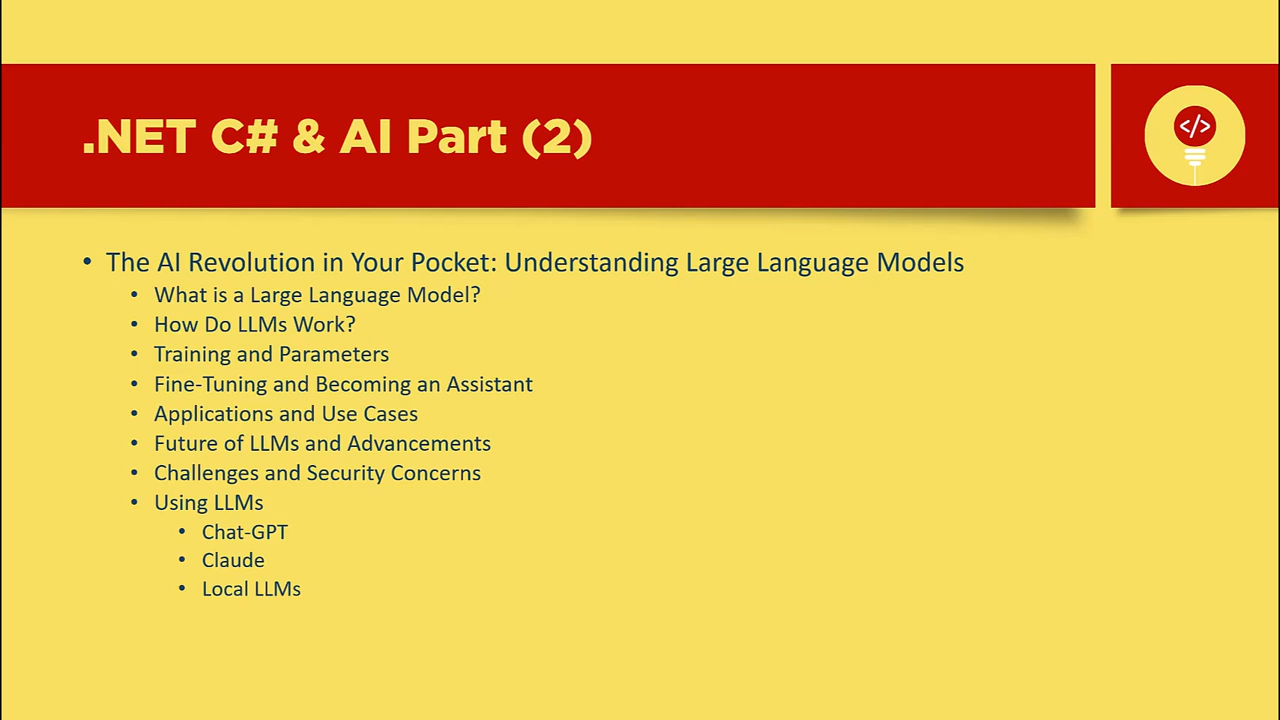 .NET C# & AI Part (2)
</>
• The AI Revolution in Your Pocket: Understanding Large Language Models
• What is a Large Language Model?
• How Do LLMs Work?
• Training and Parameters
• Fine-Tuning and Becoming an Assistant
• Applications and Use Cases
• Future of LLMs and Advancements
• Challenges and Security Concerns
• Using LLMs
• Chat-GPT
• Claude
• Local LLMs